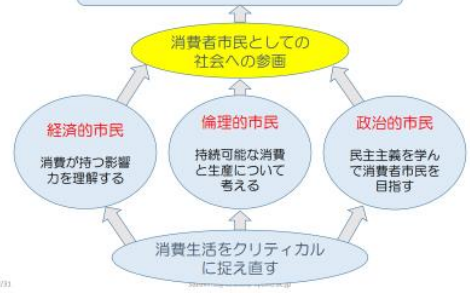 消費者市民としての
社会への参画
経済的市民
消費が持つ影響
力を理解する
倫理的市民
持続可能な消費
と生産について
考える
政治的市民
民主主義を学ん
で消費者市民を
目指す
消費生活をクリティカル
に捉え直す